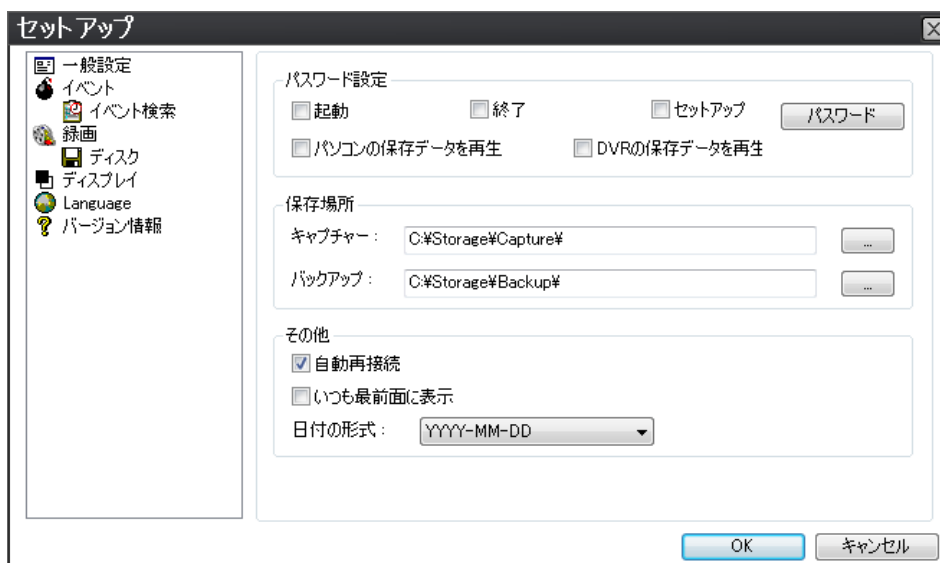 セットアップ
一般設定
イベント
イベント検索
録画
ディスク
ディスプレイ
Language
バージョン情報
パスワード設定
起動 終了 セットアップ パスワード
パソコンの保存データを再生 DVRの保存データを再生
保存場所
キャプチャー： C:¥Storage¥Capture¥ ...
バックアップ： C:¥Storage¥Backup¥ ...
その他
自動再接続
いつも最前面に表示
日付の形式： YYYY-MM-DD
OK キャンセル